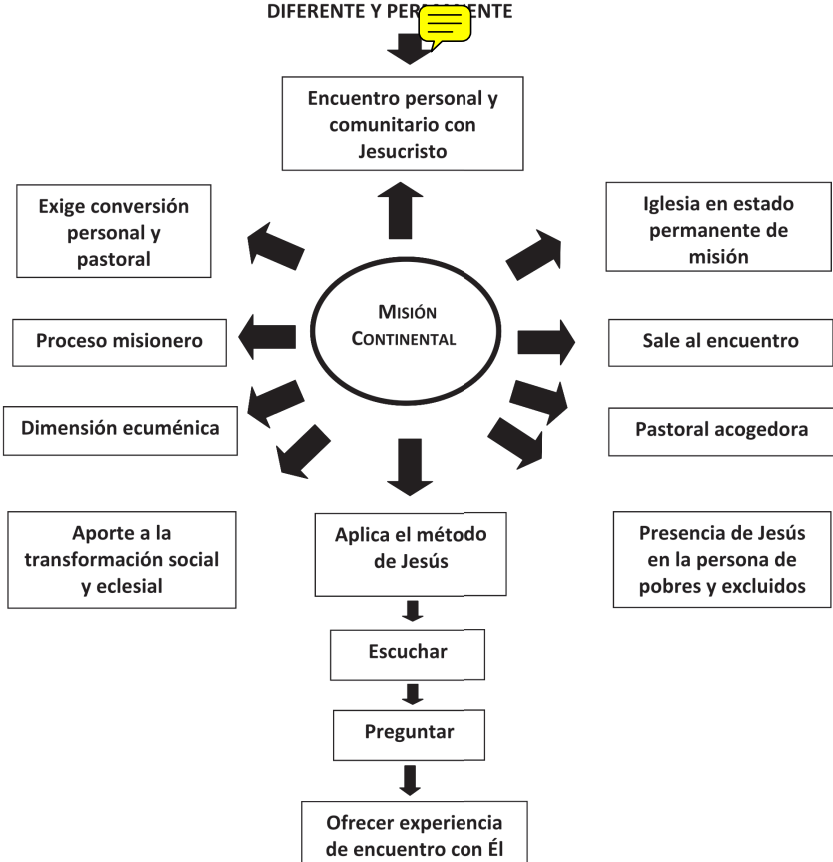 DIFERENTE Y
Encuentro personal y
comunitario con
Jesucristo
Exige conversión
personal y
pastoral
Iglesia en estado
permanente de
misión
MISIÓN
CONTINENTAL
Proceso misionero
Sale al encuentro
Dimensión ecuménica
Pastoral acogedora
Aporte a la
transformación social
y eclesial
Aplica el método
de Jesús
Presencia de Jesús
en la persona de
pobres y excluidos
Escuchar
Preguntar
Ofrecer experiencia
de encuentro con Él